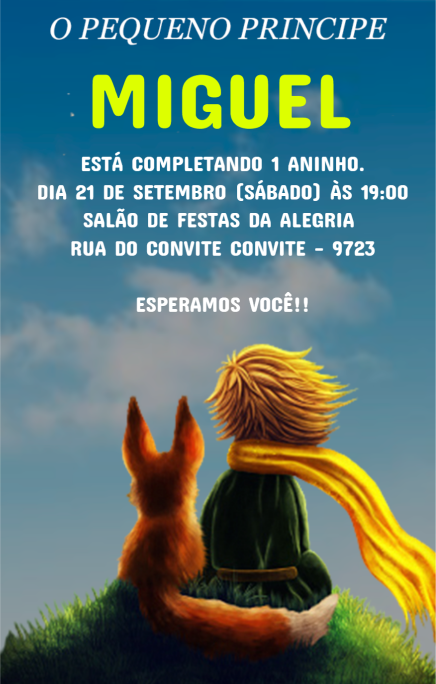 O PEQUENO PRINCIPE
MIGUEL
ESTÁ COMPLETANDO 1 ANINHO.
DIA 21 DE SETEMBRO (SÁBADO) ÀS 19:00
SALÃO DE FESTAS DA ALEGRIA
RUA DO CONVITE CONVITE - 9723
ESPERAMOS VOCÊ!!